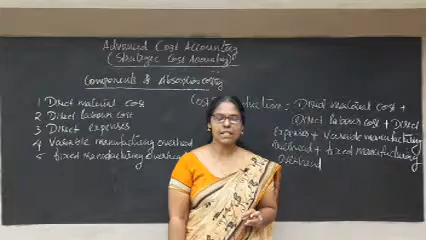 Advanced Cost Accounting
(Strategic Cost Accounting)
Components of Absorption costing
1 Direct material cost
2 Direct labour cost
3 Direct expenses
4 Variable manufacturing overhead
5 fixed manufacturing overhead
Cost duction = Direct material cost +
Direct labour cost + Direct
Expenses + Variable manufacturing
Overhead + fixed manufacturing
overhead